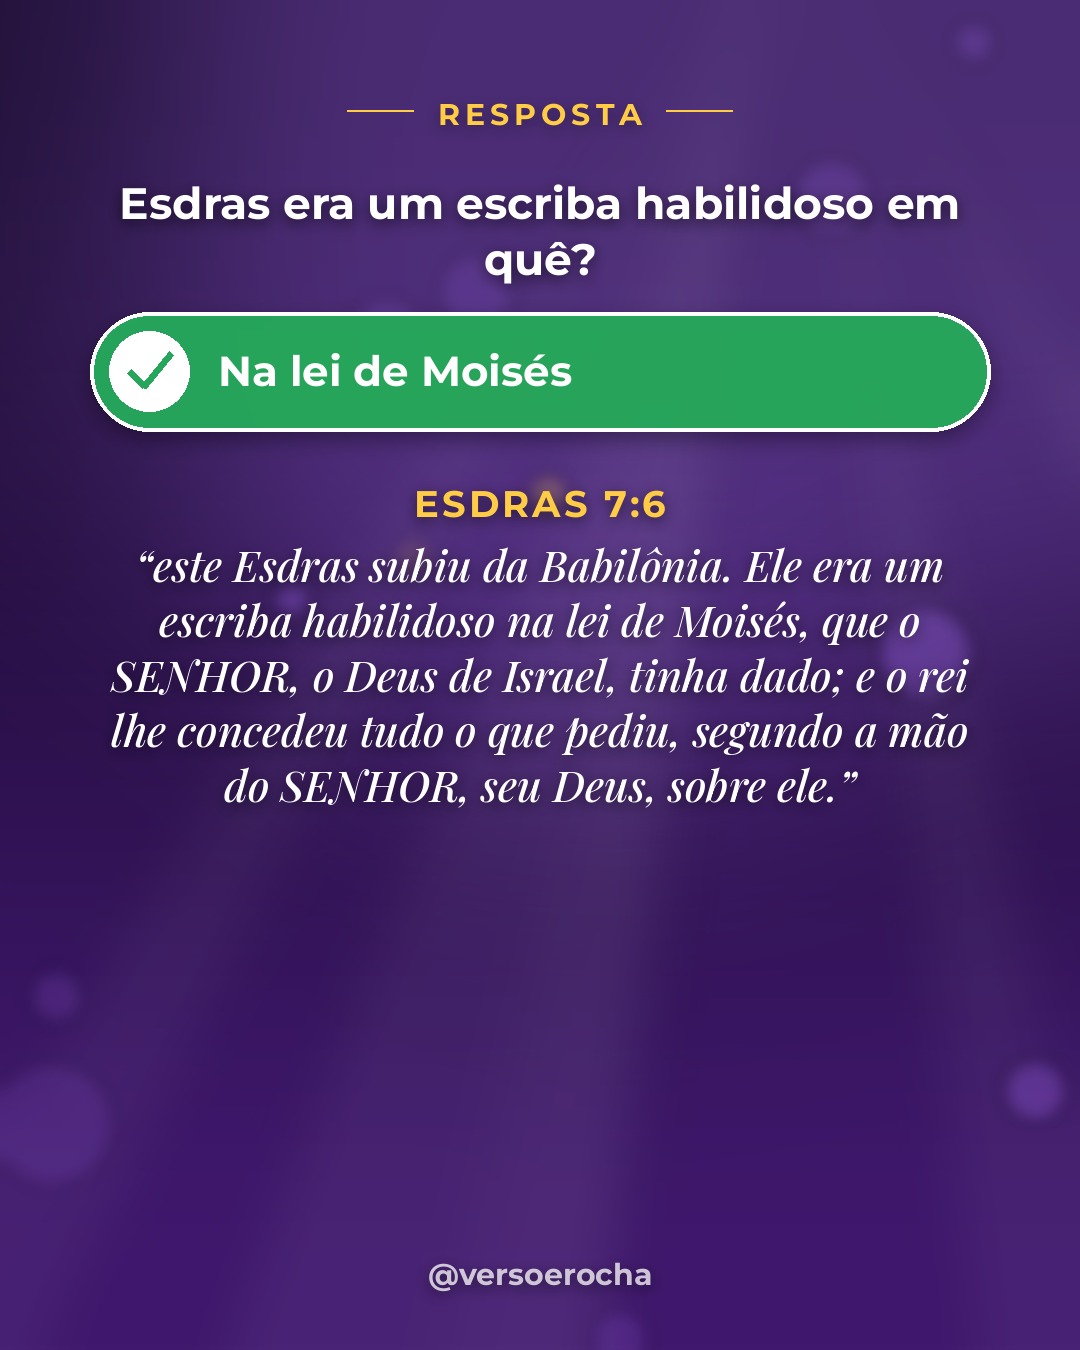 RESPOSTA
Esdras era um escriba habilidoso em
quê?
Na lei de Moisés
ESDRAS 7:6
“este Esdras subiu da Babilônia. Ele era um
escriba habilidoso na lei de Moisés, que o
SENHOR, o Deus de Israel, tinha dado; e o rei
lhe concedeu tudo o que pediu, segundo a mão
do SENHOR, seu Deus, sobre ele.”
@versoerocha